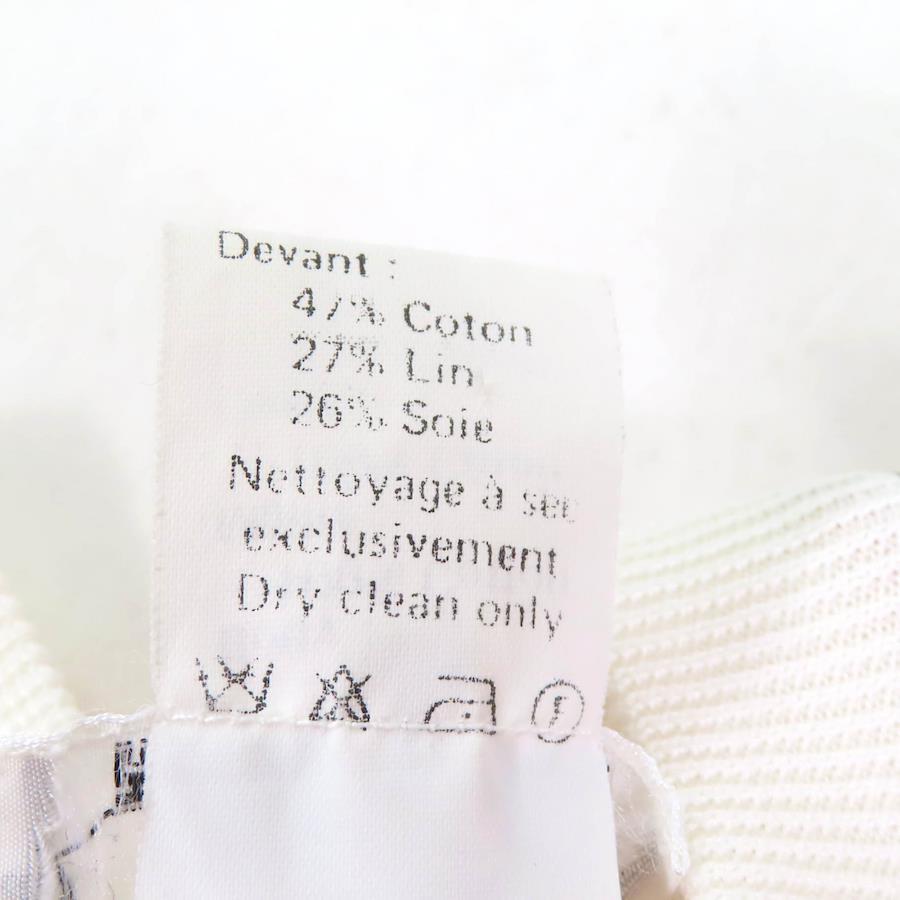 Devant :
47% Coton
27% Lin
26% Soie
Nettoyage à sec
exclusivement
Dry clean only
F